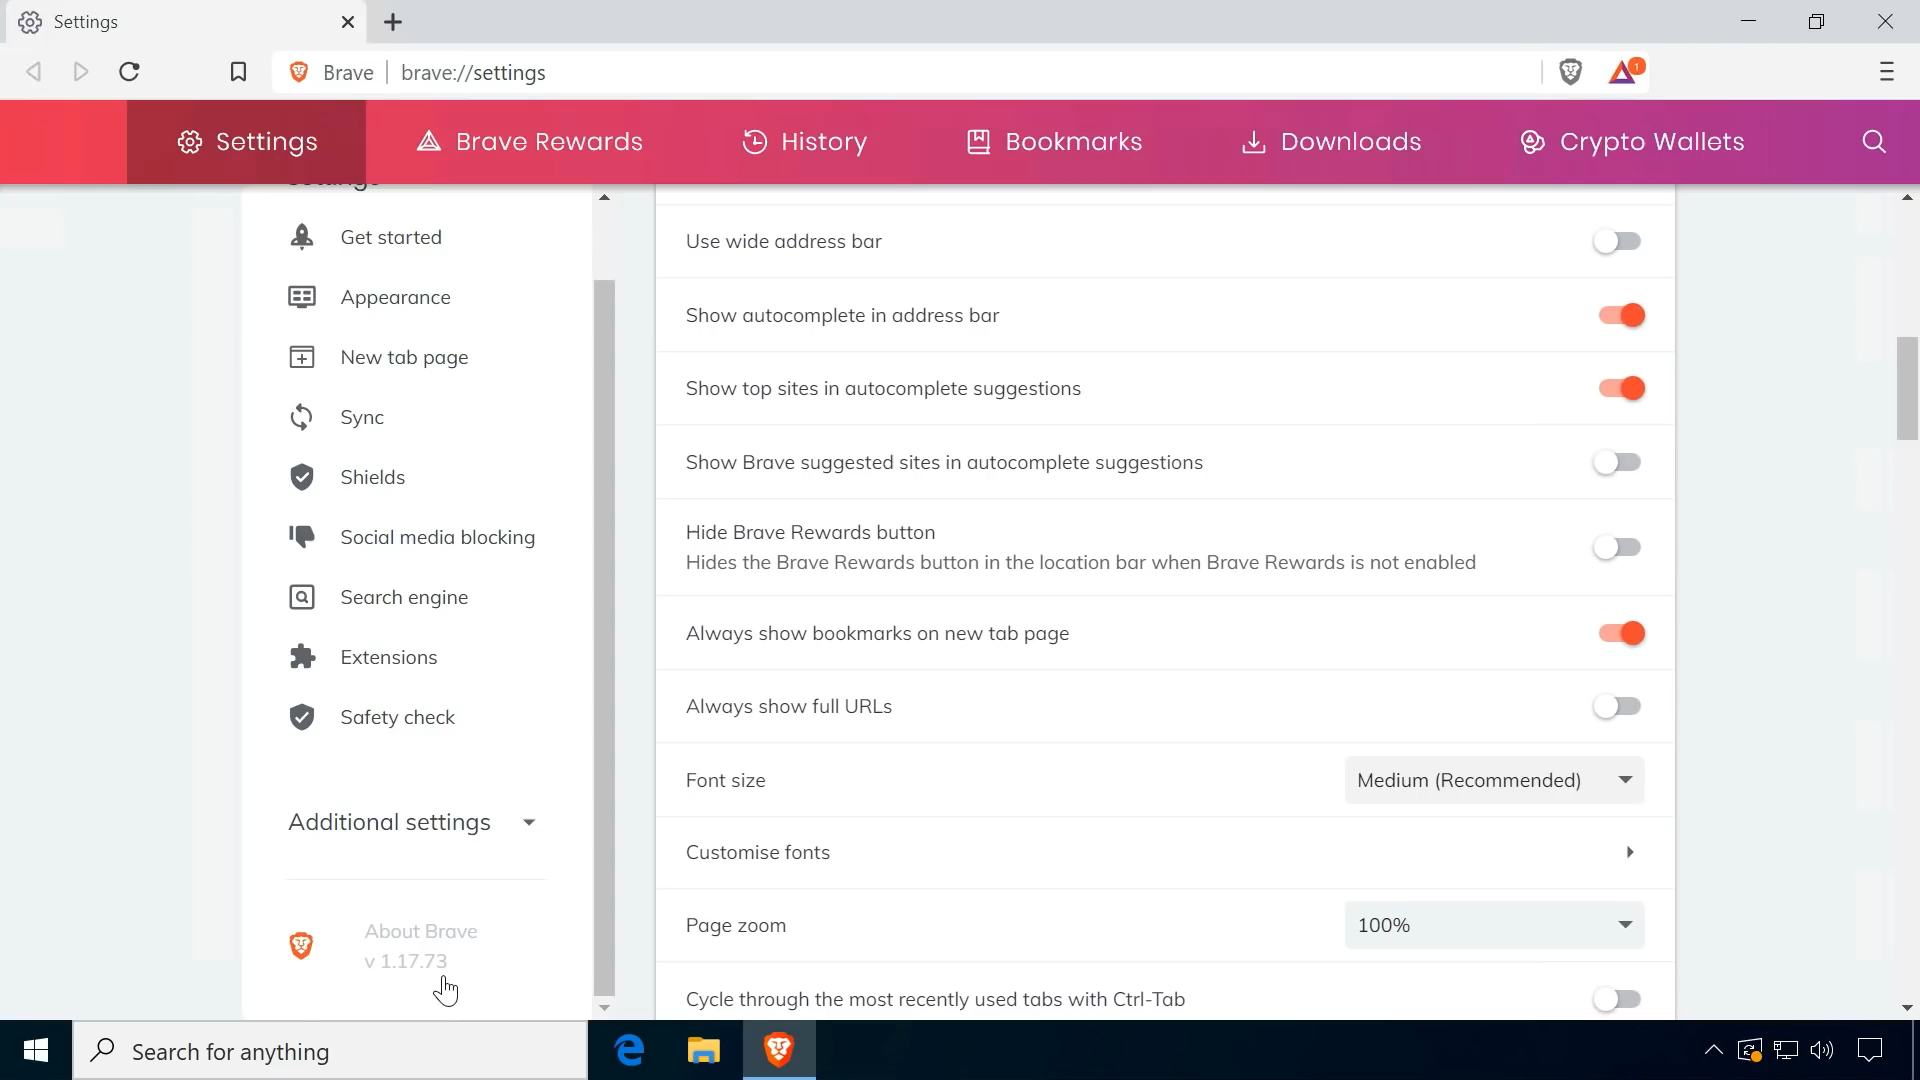 Settings
Brave
brave://settings
1
Settings
Brave Rewards
History
Bookmarks
Downloads
Crypto Wallets
Settings
Get started
Appearance
New tab page
Sync
Shields
Social media blocking
Search engine
Extensions
Safety check
Additional settings
About Brave
v 1.17.73
Use wide address bar
Show autocomplete in address bar
Show top sites in autocomplete suggestions
Show Brave suggested sites in autocomplete suggestions
Hide Brave Rewards button
Hides the Brave Rewards button in the location bar when Brave Rewards is not enabled
Always show bookmarks on new tab page
Always show full URLs
Font size
Medium (Recommended)
Customise fonts
Page zoom
100%
Cycle through the most recently used tabs with Ctrl-Tab
Search for anything